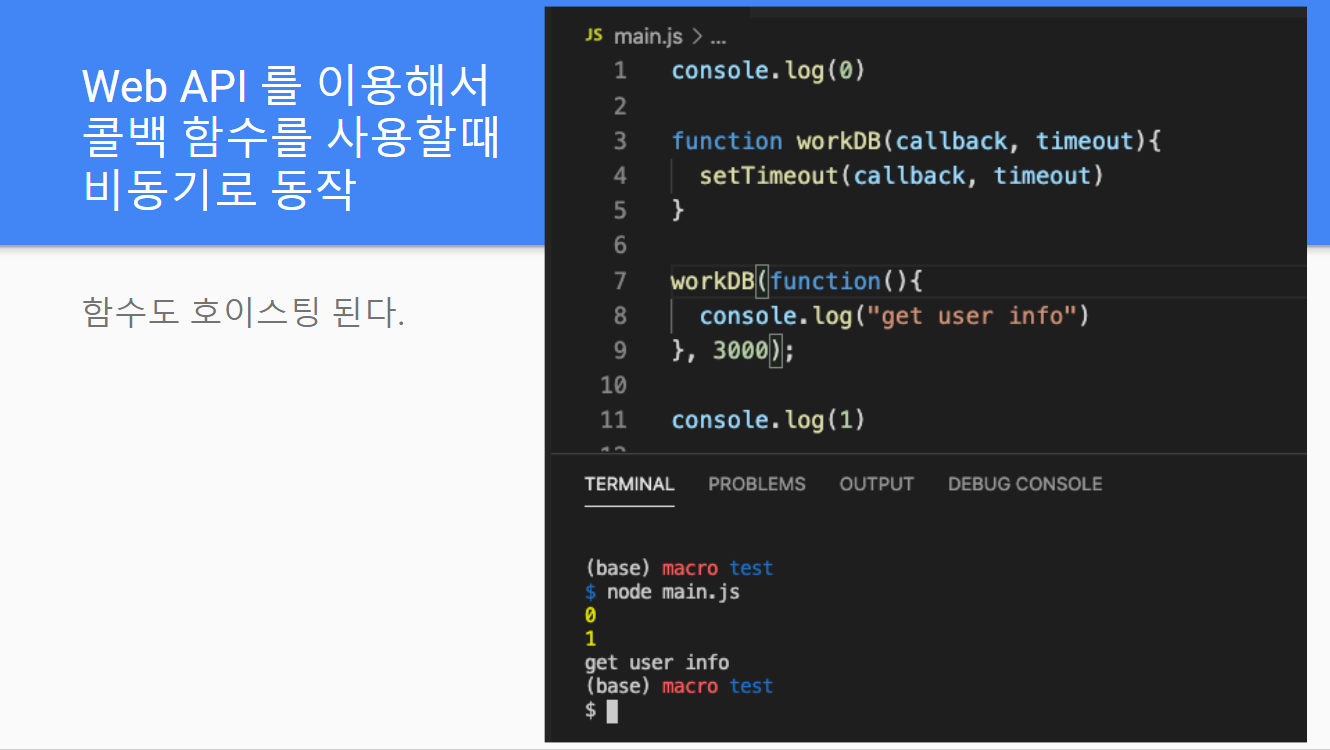 Web API 를 이용해서
콜백 함수를 사용할때
비동기로 동작
함수도 호이스팅 된다.
JS main.js > ...
1 console.log(0)
2
3 function workDB(callback, timeout){
4 setTimeout(callback, timeout)
5 }
6
7 workDB(function(){
8 console.log("get user info")
9 }, 3000);
10
11 console.log(1)
TERMINAL PROBLEMS OUTPUT DEBUG CONSOLE
(base) macro test
$ node main.js
0
1
get user info
(base) macro test
$